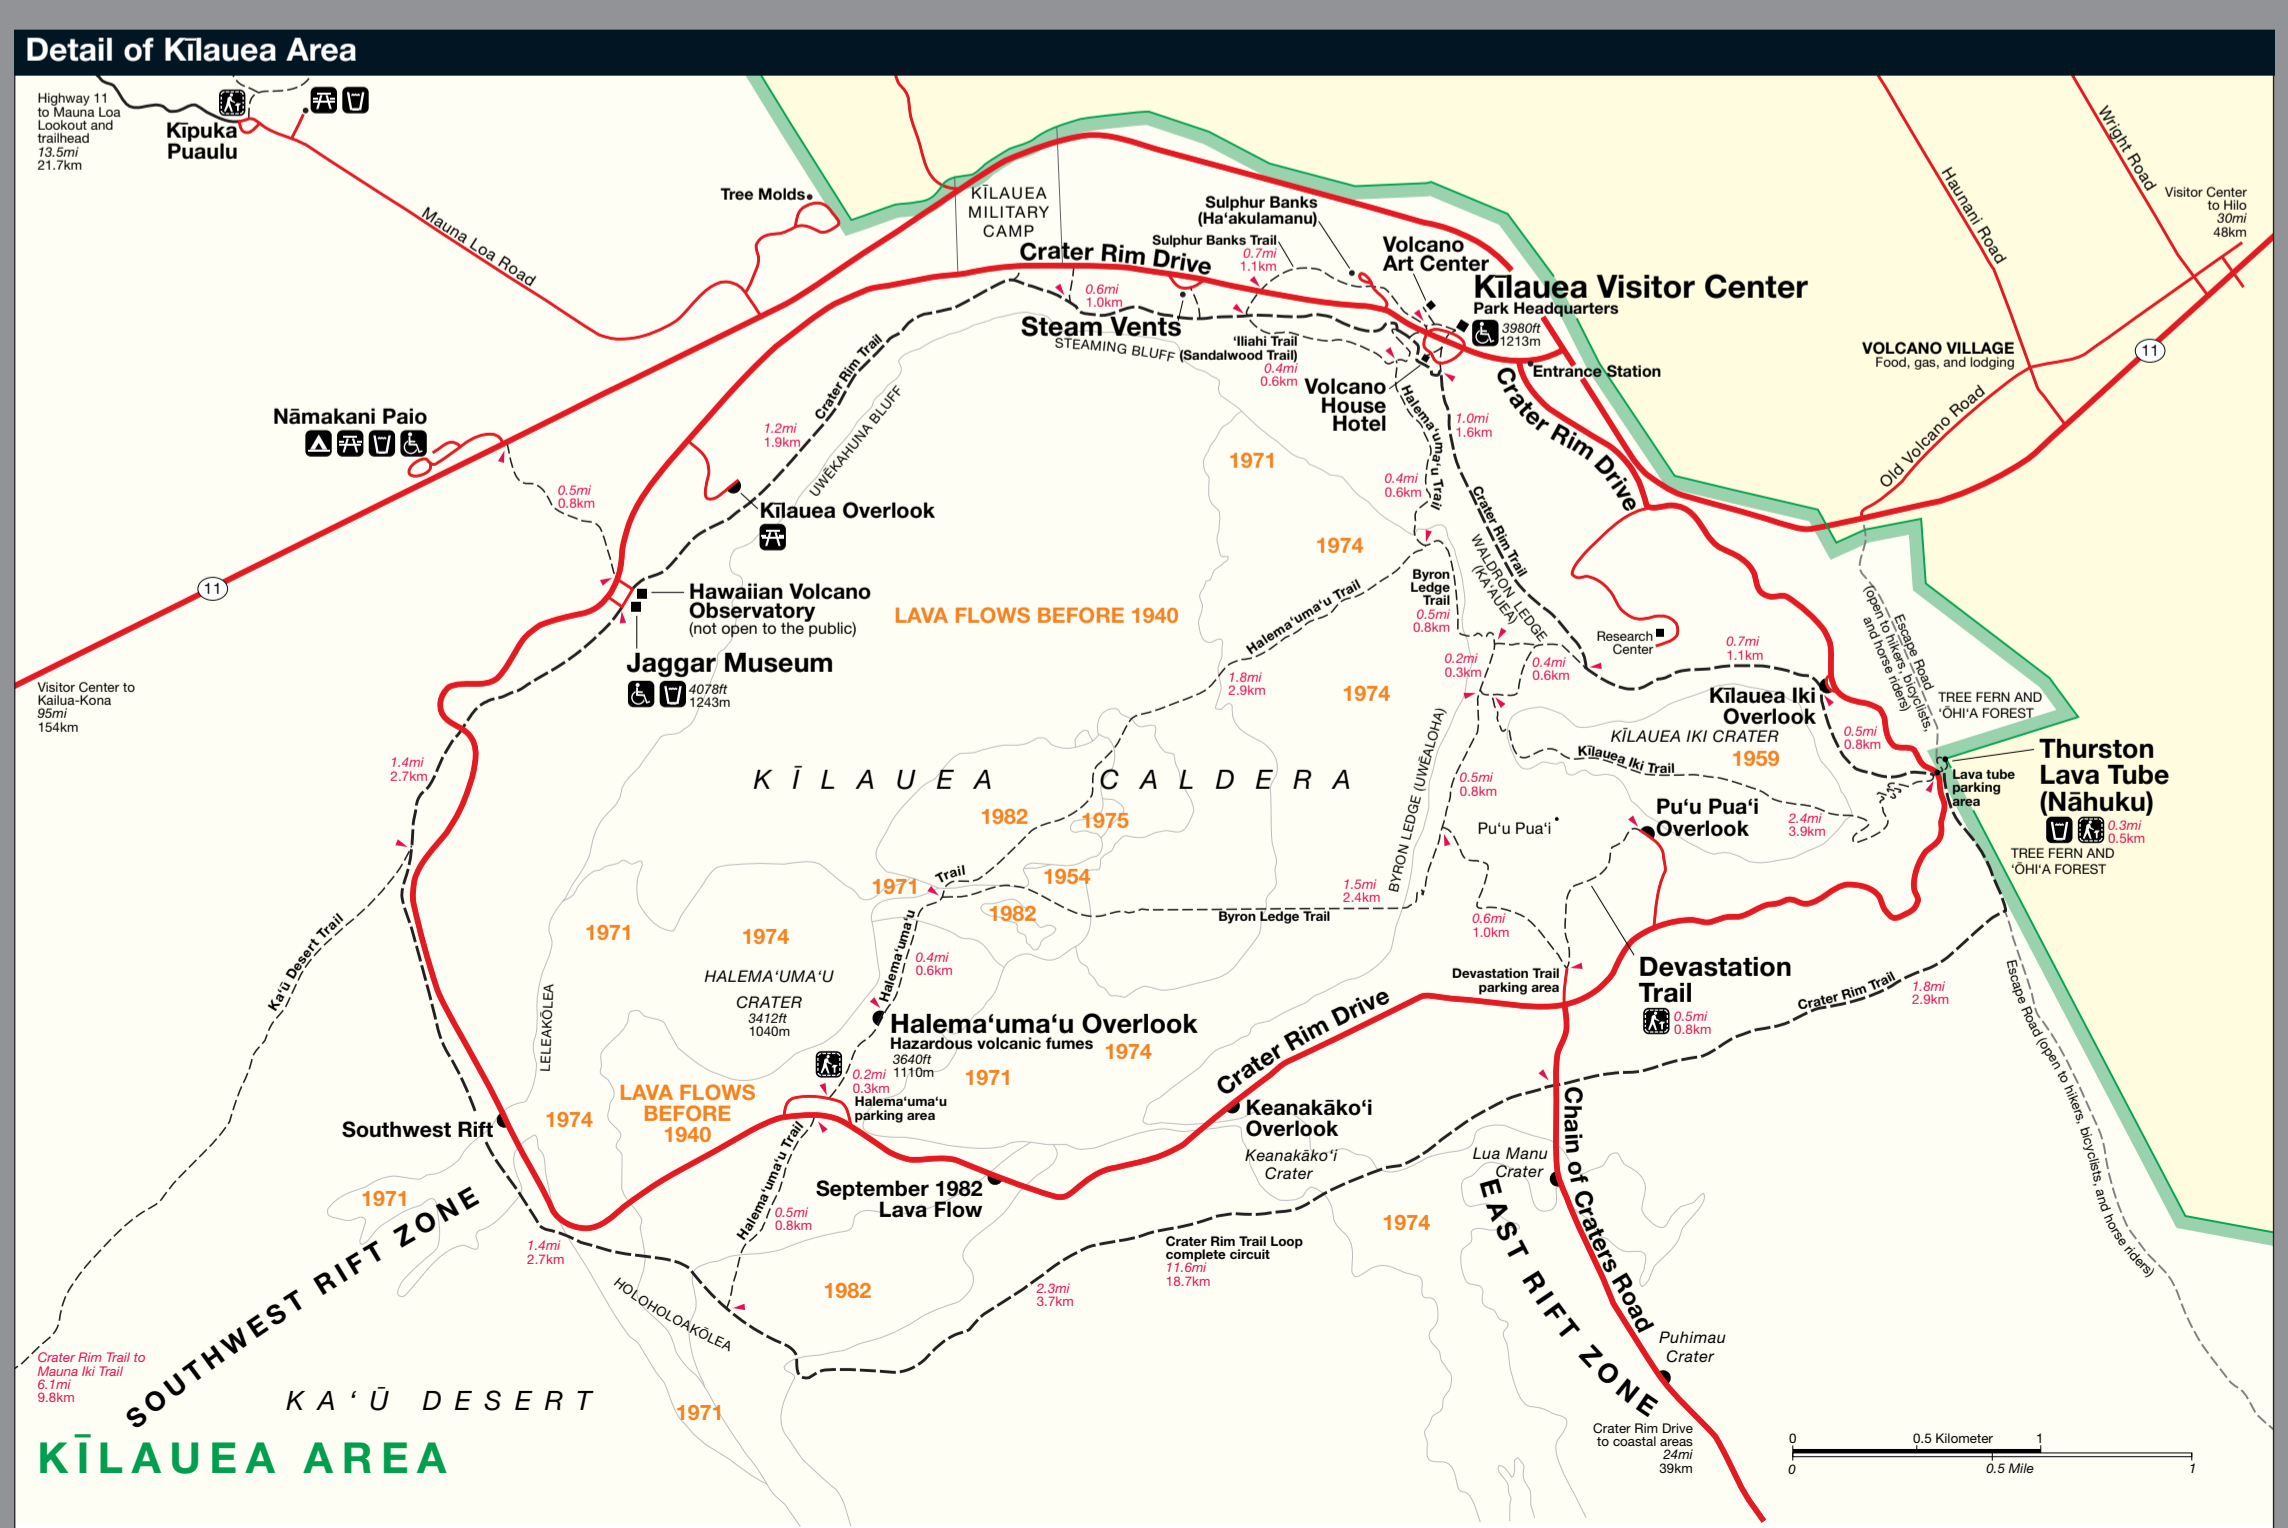 Detail of Kīlauea Area
Highway 11
to Mauna Loa
Lookout and
trailhead
13.5mi
21.7km
Kīpuka
Puaulu
Mauna Loa Road
Tree Molds
KĪLAUEA
MILITARY
CAMP
Crater Rim Drive
Sulphur Banks
(Ha‘akulamanu)
Sulphur Banks Trail
0.7mi
1.1km
Volcano
Art Center
Kīlauea Visitor Center
Park Headquarters
3980ft
1213m
Entrance Station
Wright Road
Haunani Road
Visitor Center
to Hilo
30mi
48km
VOLCANO VILLAGE
Food, gas, and lodging
11
Old Volcano Road
0.6mi
1.0km
Steam Vents
STEAMING BLUFF
‘Iliahi Trail
(Sandalwood Trail)
0.4mi
0.6km
Volcano
House
Hotel
Crater Rim Drive
Halema‘uma‘u Trail
1.0mi
1.6km
0.4mi
0.6km
Crater Rim Trail
Crater Rim Trail
1.2mi
1.9km
UWĒKAHUNA BLUFF
Nāmakani Paio
0.5mi
0.8km
Kīlauea Overlook
11
Hawaiian Volcano
Observatory
(not open to the public)
Jaggar Museum
4078ft
1243m
Visitor Center to
Kailua-Kona
95mi
154km
1971
1974
LAVA FLOWS BEFORE 1940
Halema‘uma‘u Trail
1.8mi
2.9km
1974
Byron
Ledge
Trail
0.5mi
0.8km
WALDRON LEDGE
(KA‘AUEA)
0.2mi
0.3km
0.4mi
0.6km
Research
Center
0.7mi
1.1km
Escape Road
(open to hikers, bicyclists,
and horse riders)
TREE FERN AND
‘ŌHI‘A FOREST
Kīlauea Iki
Overlook
KĪLAUEA IKI CRATER
1959
Kīlauea Iki Trail
0.5mi
0.8km
Thurston
Lava Tube
(Nāhuku)
0.3mi
0.5km
TREE FERN AND
‘ŌHI‘A FOREST
Lava tube
parking
area
2.4mi
3.9km
Pu‘u Pua‘i
Overlook
Pu‘u Pua‘i
0.5mi
0.8km
BYRON LEDGE (UWĒALOHA)
1.4mi
2.7km
KĪLAUEA CALDERA
1982
1975
1954
1971
Trail
1982
1.5mi
2.4km
Byron Ledge Trail
0.6mi
1.0km
Ka‘ū Desert Trail
1971
1974
HALEMA‘UMA‘U
CRATER
3412ft
1040m
LELEAKŌLEA
Halema‘uma‘u
0.4mi
0.6km
Halema‘uma‘u Overlook
Hazardous volcanic fumes
3640ft
1110m
1974
1971
0.2mi
0.3km
Halema‘uma‘u
parking area
LAVA FLOWS
BEFORE
1940
1974
Southwest Rift
Devastation Trail
parking area
Devastation
Trail
0.5mi
0.8km
Crater Rim Trail
1.8mi
2.9km
Escape Road (open to hikers, bicyclists, and horse riders)
Crater Rim Drive
Keanakāko‘i
Overlook
Keanakāko‘i
Crater
Lua Manu
Crater
Chain of Craters Road
EAST RIFT ZONE
1974
Puhimau
Crater
September 1982
Lava Flow
Halema‘uma‘u Trail
0.5mi
0.8km
1971
SOUTHWEST RIFT ZONE
1.4mi
2.7km
HOLOHOLOAKŌLEA
1982
Crater Rim Trail Loop
complete circuit
11.6mi
18.7km
2.3mi
3.7km
Crater Rim Trail to
Mauna Iki Trail
6.1mi
9.8km
KA‘Ū DESERT
1971
KĪLAUEA AREA
Crater Rim Drive
to coastal areas
24mi
39km
0 0.5 Kilometer 1
0 0.5 Mile 1